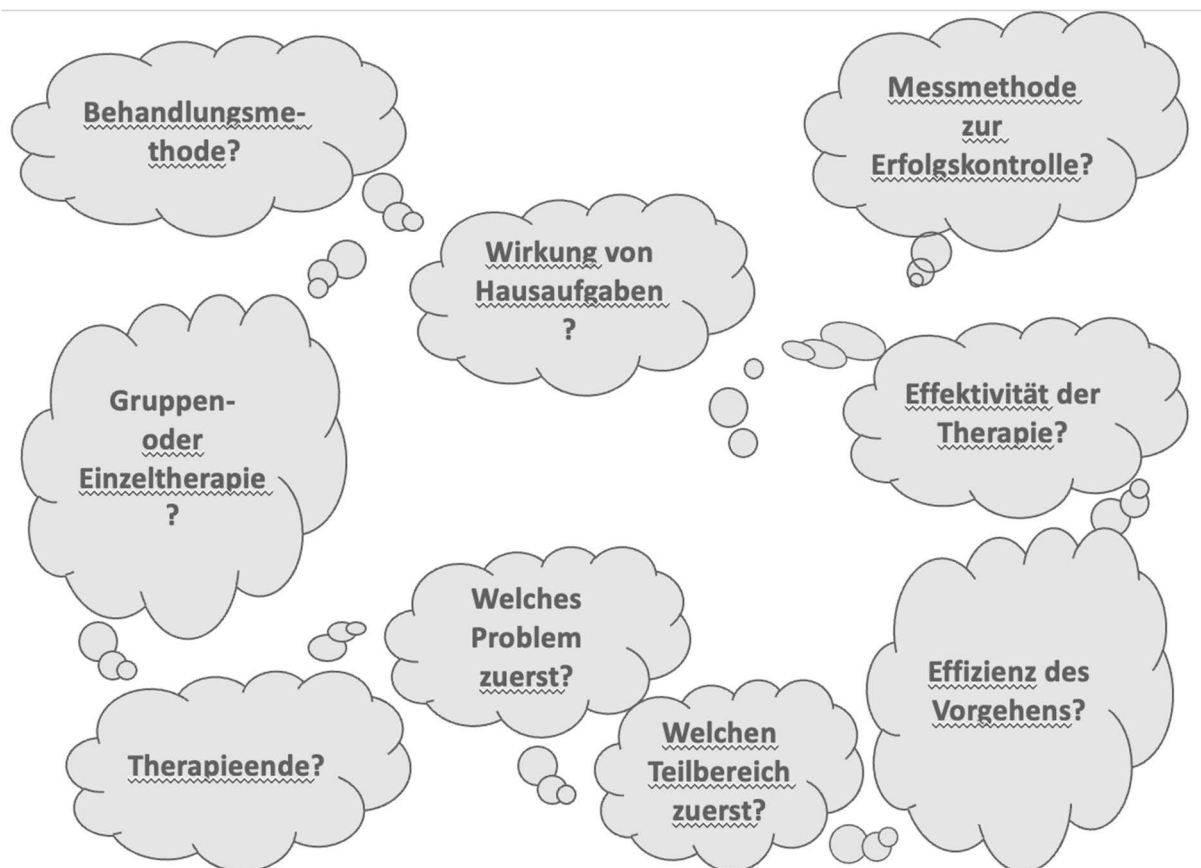 Behandlungsme-
thode?
Messmethode
zur
Erfolgskontrolle?
Wirkung von
Hausaufgaben
?
Gruppen-
oder
Einzeltherapie
?
Effektivität der
Therapie?
Welches
Problem
zuerst?
Effizienz des
Vorgehens?
Welchen
Teilbereich
zuerst?
Therapieende?